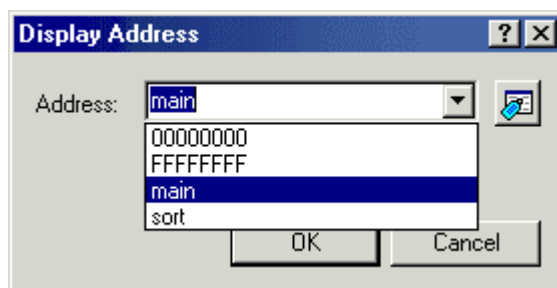 Display Address
Address: main
00000000
FFFFFFFF
main
sort
OK Cancel